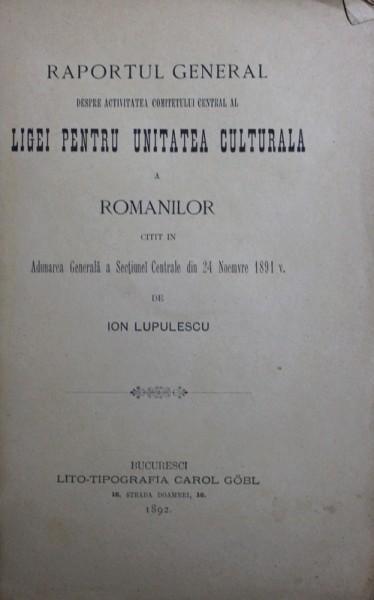 RAPORTUL GENERAL
DESPRE ACTIVITATEA COMITETULUI CENTRAL AL
LIGEI PENTRU UNITATEA CULTURALA
A
ROMANILOR
CITIT IN
Adunarea Generală a Secțiunei Centrale din 24 Noemvre 1891 v.
DE
ION LUPULESCU
BUCURESCI
LITO-TIPOGRAFIA CAROL GÖBL
16, STRADA DOAMNEI, 16.
1892.